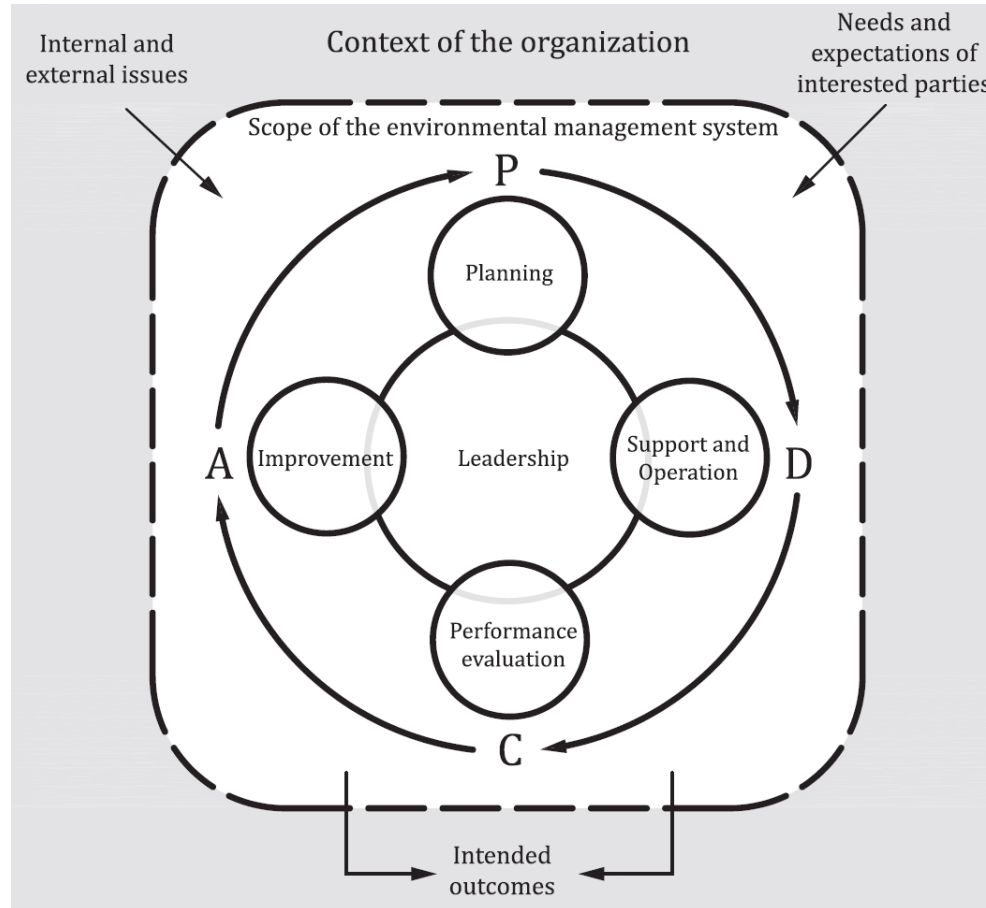 Internal and
external issues
Context of the organization
Needs and
expectations of
interested parties
Scope of the environmental management system
P
Planning
A
Improvement
Leadership
Support and
Operation
D
Performance
evaluation
C
Intended
outcomes